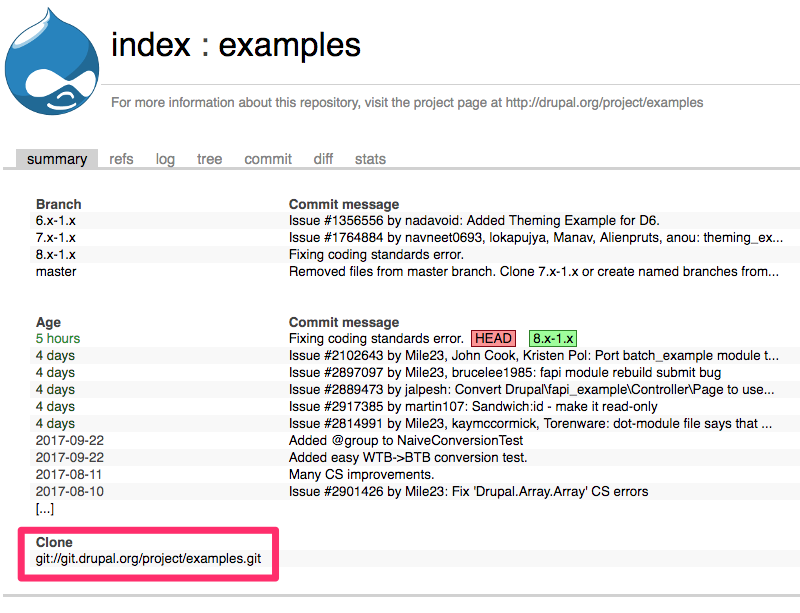 index : examples
For more information about this repository, visit the project page at http://drupal.org/project/examples
summary refs log tree commit diff stats
Branch Commit message
6.x-1.x Issue #1356556 by nadavoid: Added Theming Example for D6.
7.x-1.x Issue #1764884 by navneet0693, lokapujya, Manav, Alienpruts, anou: theming_ex...
8.x-1.x Fixing coding standards error.
master Removed files from master branch. Clone 7.x-1.x or create named branches from...
Age Commit message
5 hours Fixing coding standards error. HEAD 8.x-1.x
4 days Issue #2102643 by Mile23, John Cook, Kristen Pol: Port batch_example module t...
4 days Issue #2897097, brucelee1985: fapi module rebuild submit bug
4 days Issue #2889473 by jalpesh: Convert Drupal\fapi_example\Controller\Page to use...
4 days Issue #2917385 by martin107: Sandwich:id - make it read-only
4 days Issue #2814991 by Mile23, kaymccormick, Torenware: dot-module file says that ...
2017-09-22 Added @group to NaiveConversionTest
2017-09-22 Added easy WTB->BTB conversion test.
2017-08-11 Many CS improvements.
2017-08-10 Issue #2901426 by Mile23: Fix 'Drupal.Array.Array' CS errors
[...]
Clone
git://git.drupal.org/project/examples.git